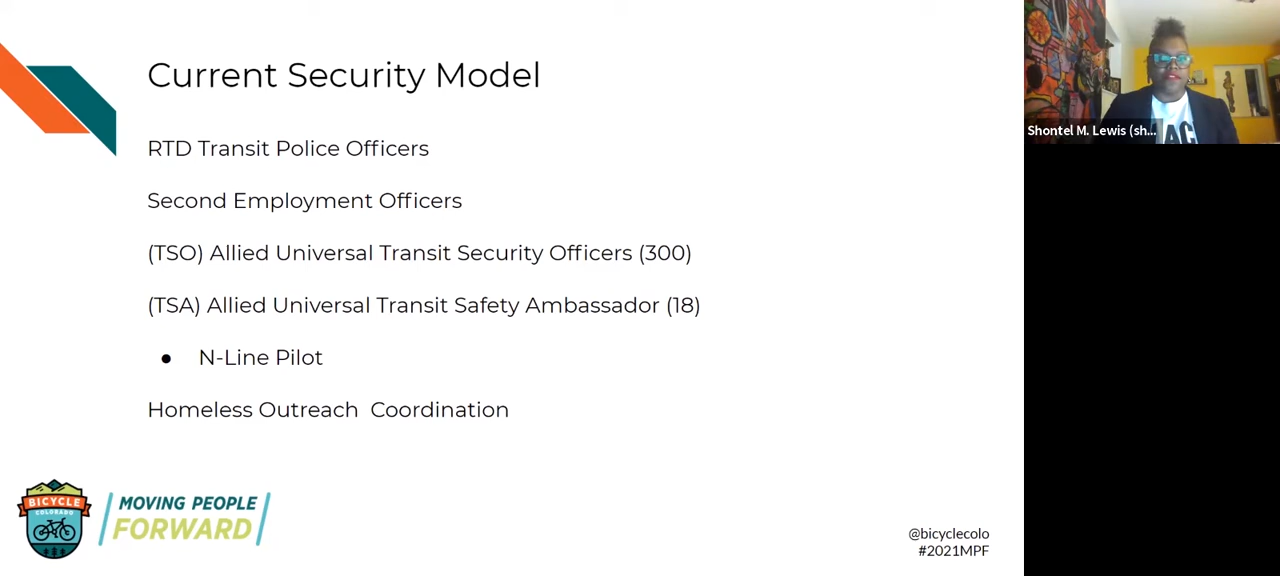 Current Security Model
RTD Transit Police Officers
Second Employment Officers
(TSO) Allied Universal Transit Security Officers (300)
(TSA) Allied Universal Transit Safety Ambassador (18)
● N-Line Pilot
Homeless Outreach  Coordination
BICYCLE
COLORADO
MOVING PEOPLE
FORWARD
@bicyclecolo
#2021MPF
Shontel M. Lewis (sh...
AC